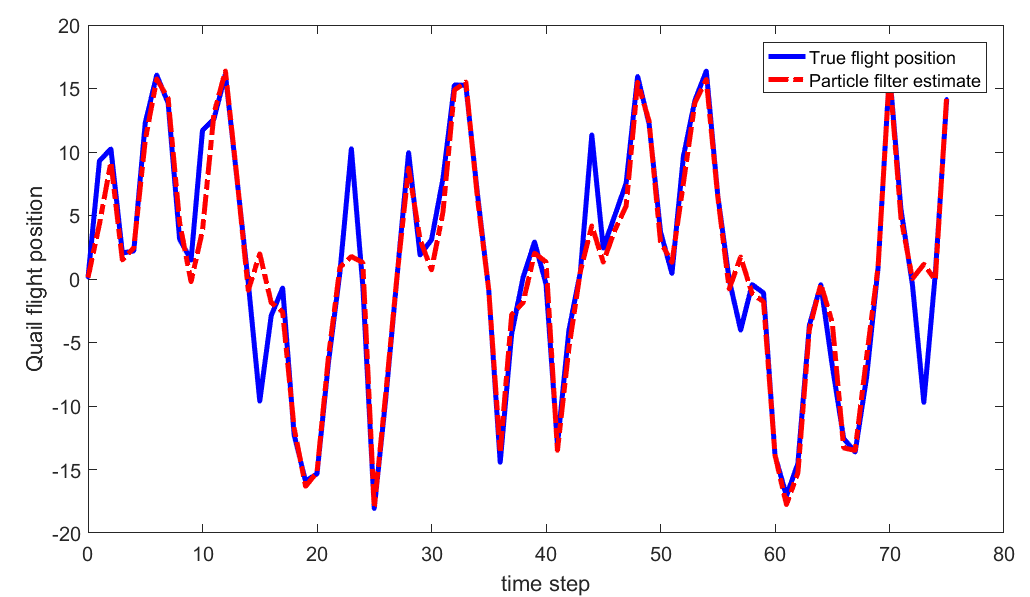 20
15
10
5
0
-5
-10
-15
-20
Quail flight position
True flight position
Particle filter estimate
0 10 20 30 40 50 60 70 80
time step